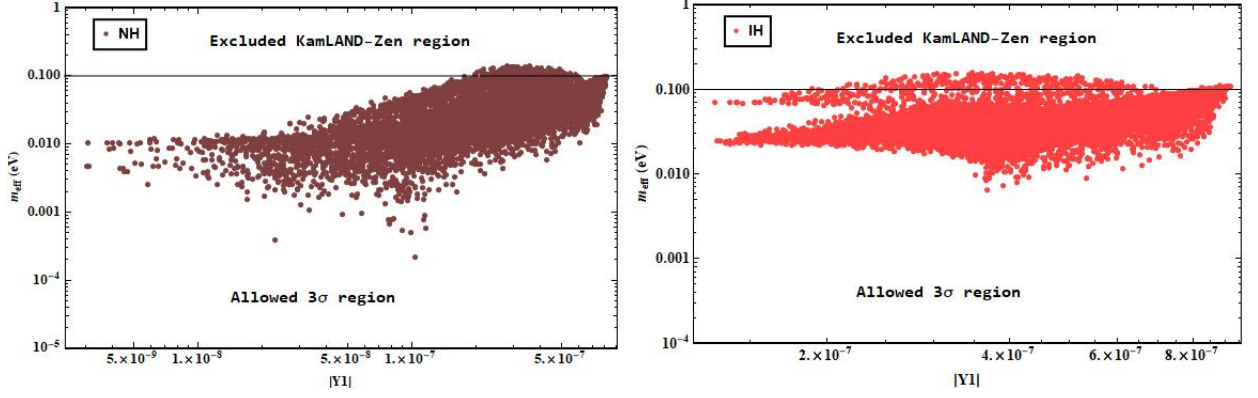 NH
Excluded KamLAND-Zen region
1
0.100
0.010
0.001
10⁻⁴
10⁻⁵
m_eff (eV)
Allowed 3σ region
5.×10⁻⁹
1.×10⁻⁸
5.×10⁻⁸
1.×10⁻⁷
5.×10⁻⁷
|Y1|
IH
Excluded KamLAND-Zen region
1
0.100
0.010
0.001
10⁻⁴
m_eff (eV)
Allowed 3σ region
2.×10⁻⁷
4.×10⁻⁷
6.×10⁻⁷
8.×10⁻⁷
|Y1|